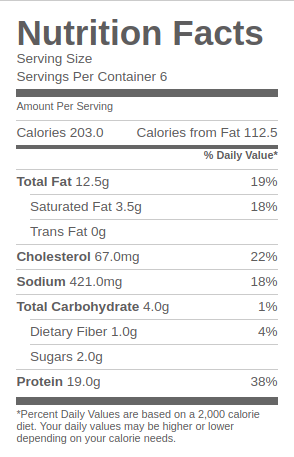 Nutrition Facts
Serving Size
Servings Per Container 6
Amount Per Serving
Calories 203.0 Calories from Fat 112.5
% Daily Value*
Total Fat 12.5g 19%
Saturated Fat 3.5g 18%
Trans Fat 0g
Cholesterol 67.0mg 22%
Sodium 421.0mg 18%
Total Carbohydrate 4.0g 1%
Dietary Fiber 1.0g 4%
Sugars 2.0g
Protein 19.0g 38%
*Percent Daily Values are based on a 2,000 calorie
diet. Your daily values may be higher or lower
depending on your calorie needs.